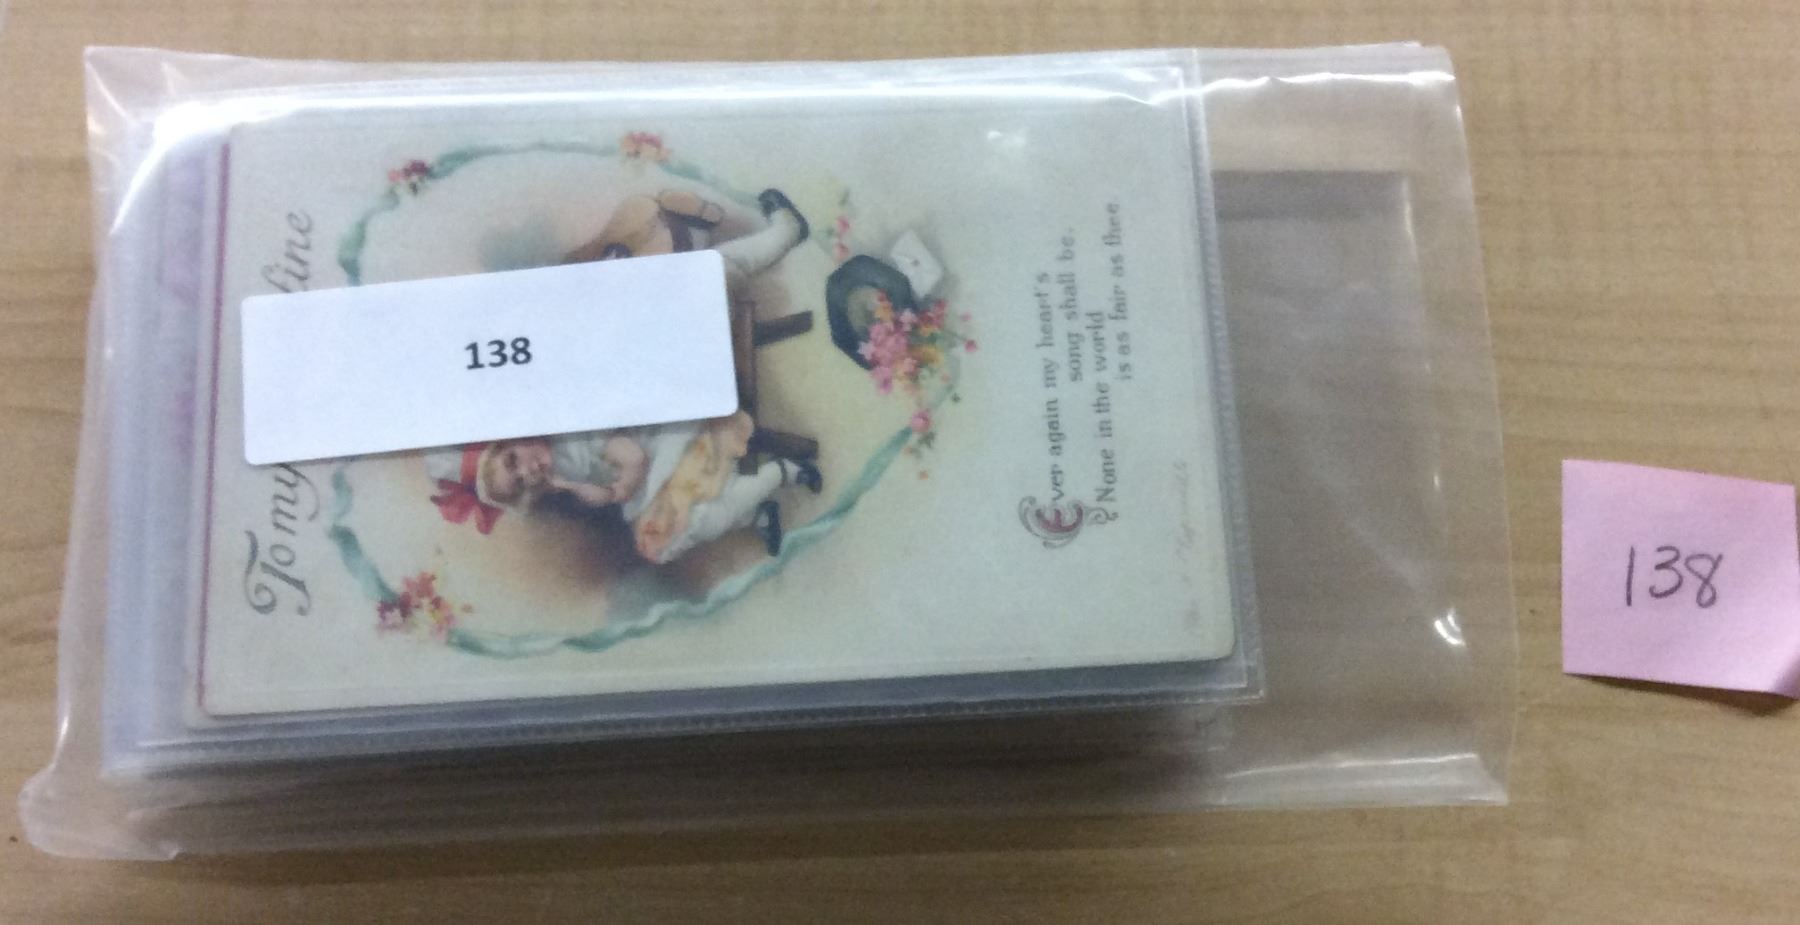 To my
line
138
Ever again my heart's
song shall be.
None in the world
is as fair as thee
138